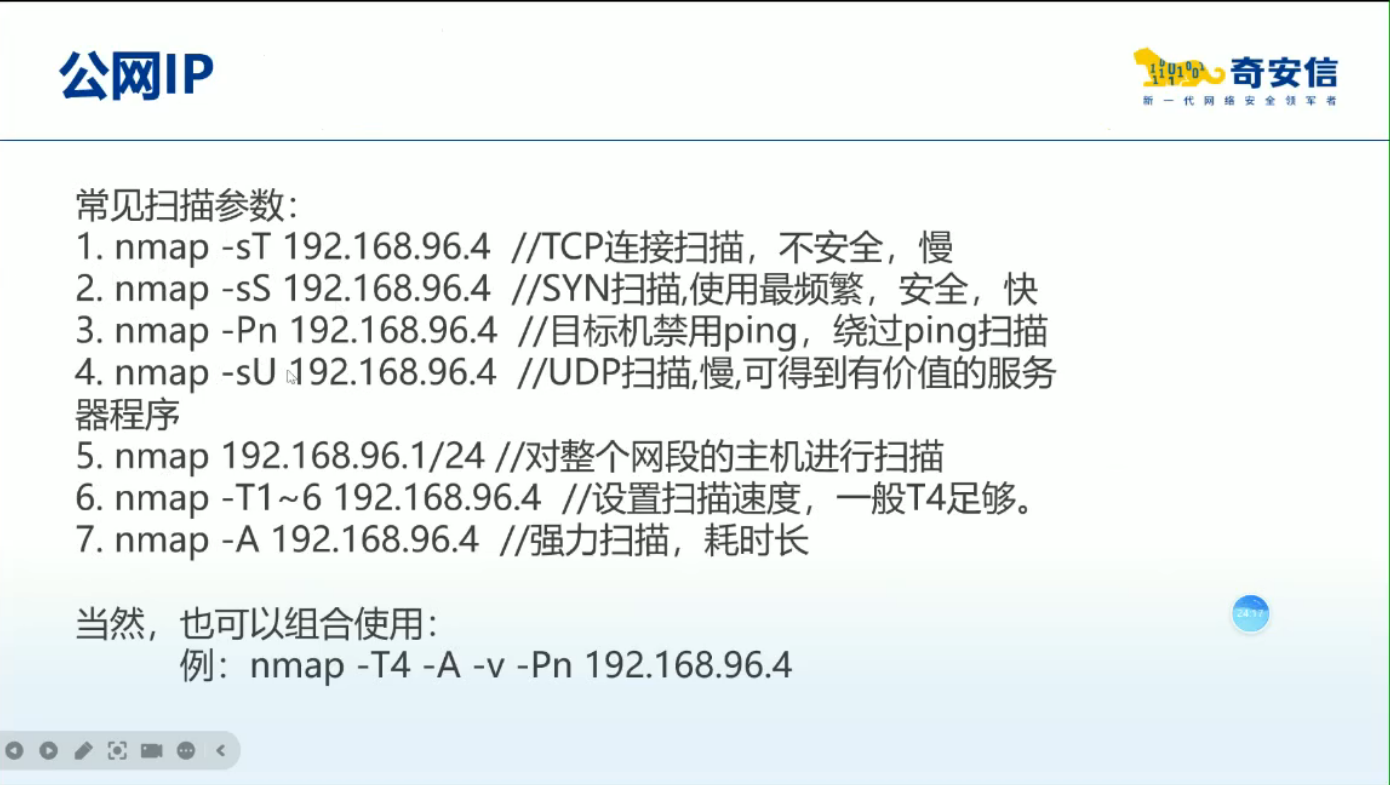 公网IP
奇安信
新一代网络安全领军者
常见扫描参数：
1. nmap -sT 192.168.96.4 //TCP连接扫描，不安全，慢
2. nmap -sS 192.168.96.4 //SYN扫描,使用最频繁，安全，快
3. nmap -Pn 192.168.96.4 //目标机禁用ping，绕过ping扫描
4. nmap -sU 192.168.96.4 //UDP扫描,慢,可得到有价值的服务
器程序
5. nmap 192.168.96.1/24 //对整个网段的主机进行扫描
6. nmap -T1~6 192.168.96.4 //设置扫描速度，一般T4足够。
7. nmap -A 192.168.96.4 //强力扫描，耗时长
当然，也可以组合使用：
例：nmap -T4 -A -v -Pn 192.168.96.4
24:17